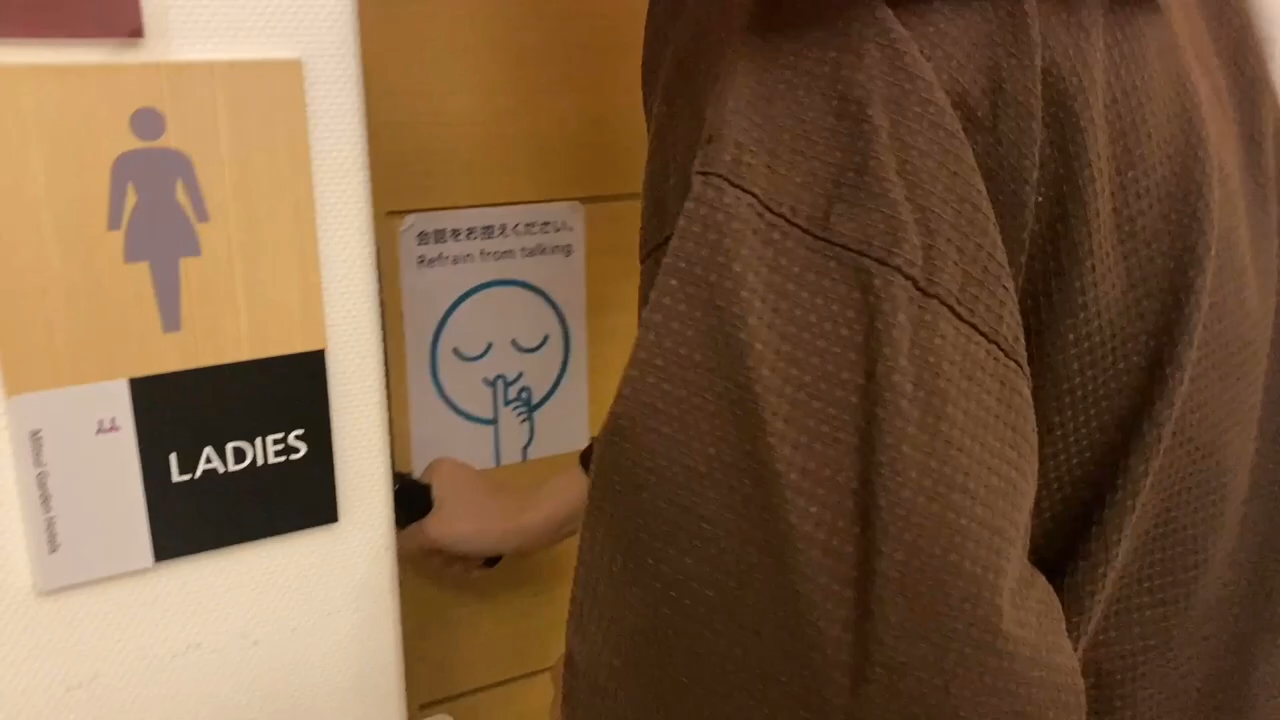 LADIES
Mitsui Garden Hotels
会話をお控えください。
Refrain from talking.